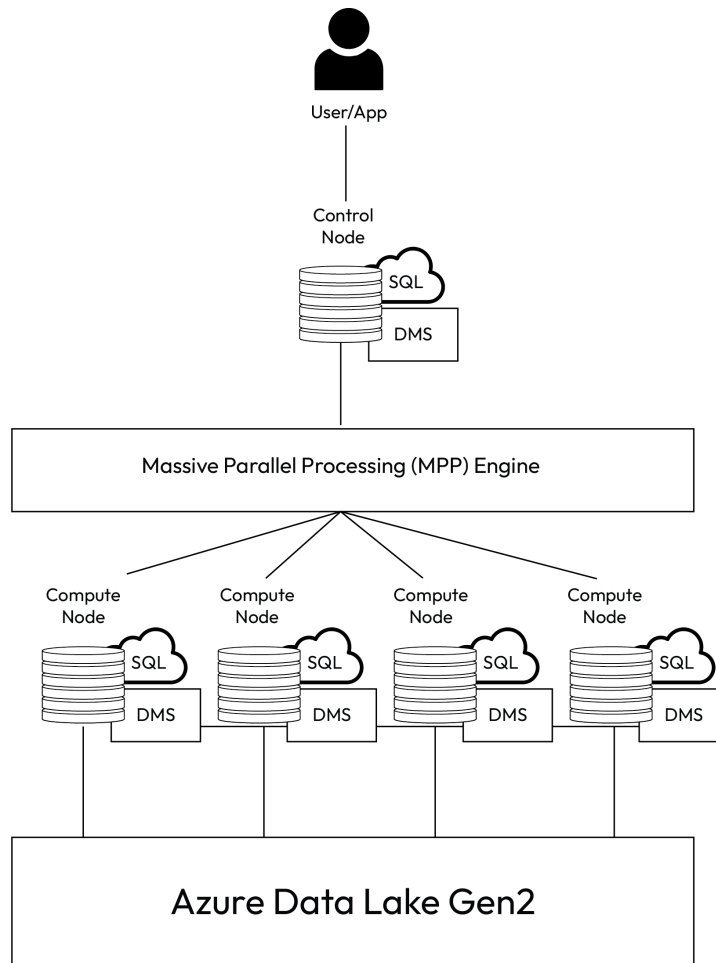 User/App
Control
Node
SQL
DMS
Massive Parallel Processing (MPP) Engine
Compute
Node
Compute
Node
Compute
Node
Compute
Node
SQL
SQL
SQL
SQL
DMS
DMS
DMS
DMS
Azure Data Lake Gen2